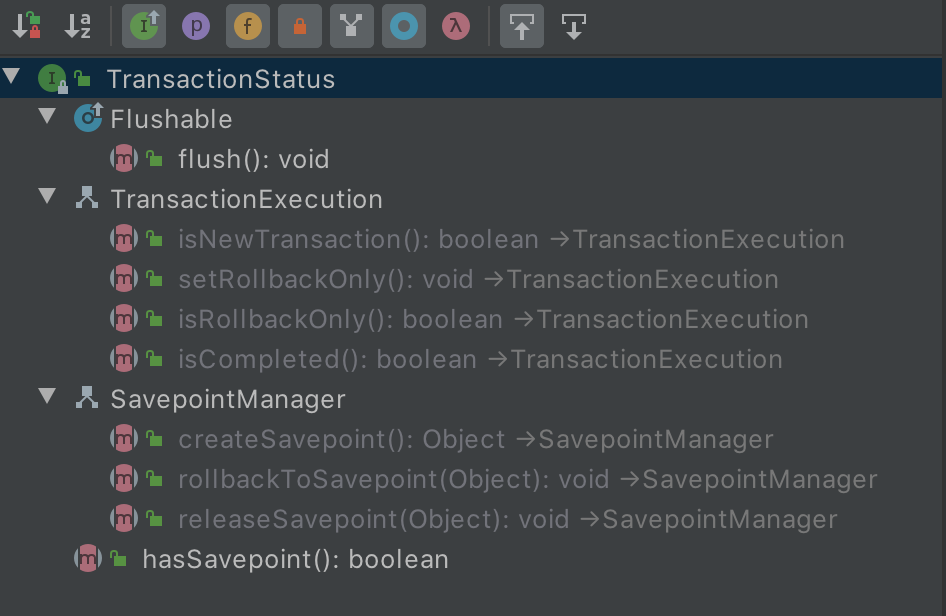 a
z
I p f λ
I TransactionStatus
Flushable
m flush(): void
TransactionExecution
m isNewTransaction(): boolean →TransactionExecution
m setRollbackOnly(): void →TransactionExecution
m isRollbackOnly(): boolean →TransactionExecution
m isCompleted(): boolean →TransactionExecution
SavepointManager
m createSavepoint(): Object →SavepointManager
m rollbackToSavepoint(Object): void →SavepointManager
m releaseSavepoint(Object): void →SavepointManager
m hasSavepoint(): boolean